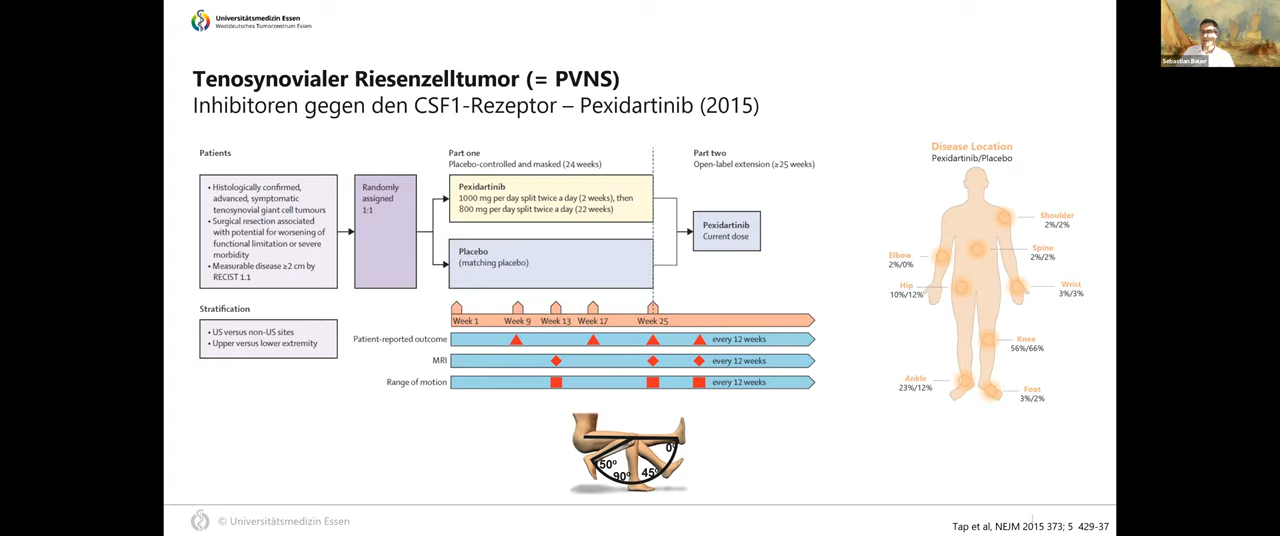 Universitätsmedizin Essen
Westdeutsches Tumorzentrum Essen
Sebastian Bauer
Tenosynovialer Riesenzelltumor (= PVNS)
Inhibitoren gegen den CSF1-Rezeptor – Pexidartinib (2015)
Patients
• Histologically confirmed,
advanced, symptomatic
tenosynovial giant cell tumours
• Surgical resection associated
with potential for worsening of
functional limitation or severe
morbidity
• Measurable disease ≥2 cm by
RECIST 1.1
Stratification
• US versus non-US sites
• Upper versus lower extremity
Randomly
assigned
1:1
Part one
Placebo-controlled and masked (24 weeks)
Pexidartinib
1000 mg per day split twice a day (2 weeks), then
800 mg per day split twice a day (22 weeks)
Placebo
(matching placebo)
Part two
Open-label extension (≥25 weeks)
Pexidartinib
Current dose
Week 1
Week 9
Week 13
Week 17
Week 25
Patient-reported outcome
every 12 weeks
MRI
every 12 weeks
Range of motion
every 12 weeks
Disease Location
Pexidartinib/Placebo
Shoulder
2%/2%
Spine
2%/2%
Elbow
2%/0%
Hip
10%/12%
Wrist
3%/3%
Knee
56%/66%
Ankle
23%/12%
Foot
3%/2%
0º
45º
90º
© Universitätsmedizin Essen
Tap et al, NEJM 2015 373; 5 429-37